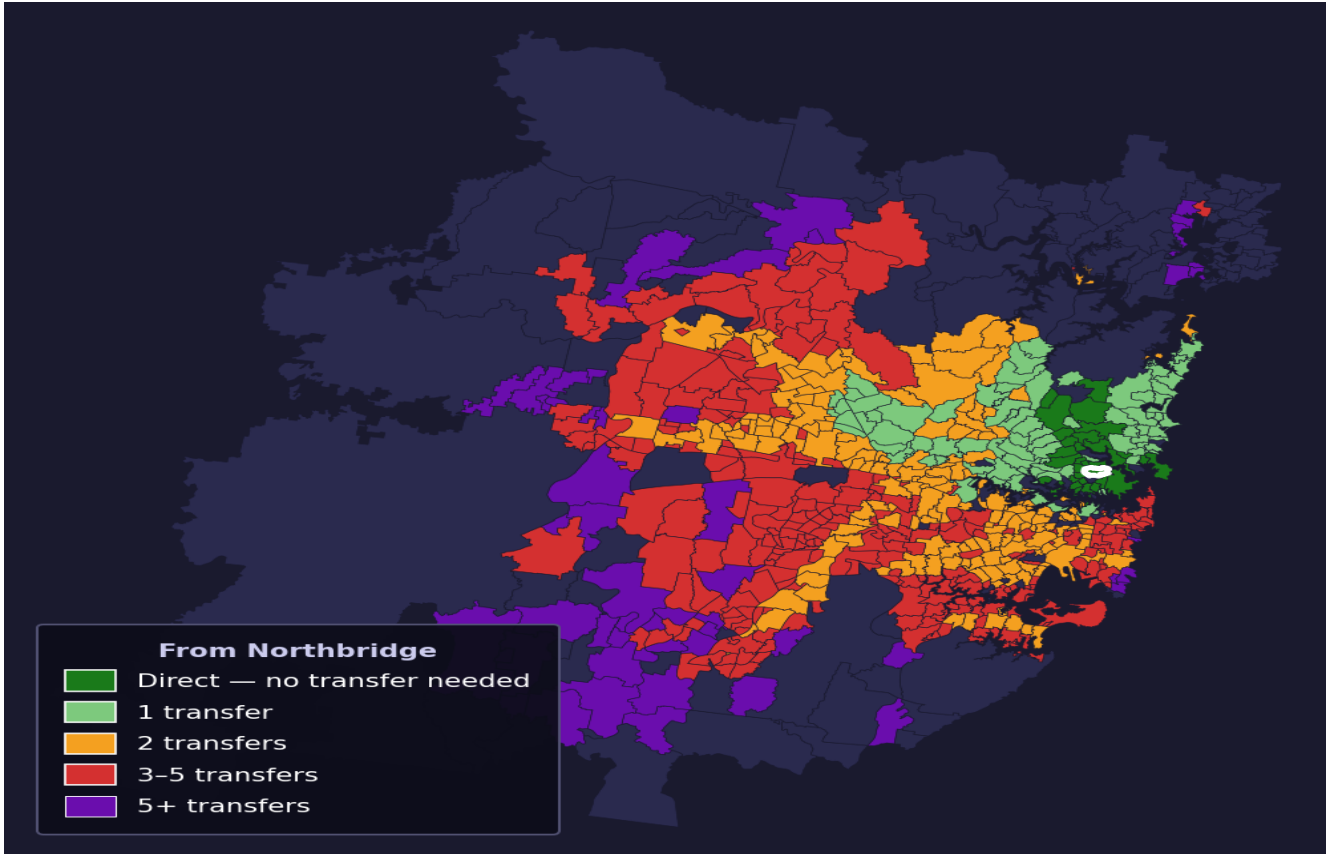 From Northbridge
Direct — no transfer needed
1 transfer
2 transfers
3–5 transfers
5+ transfers